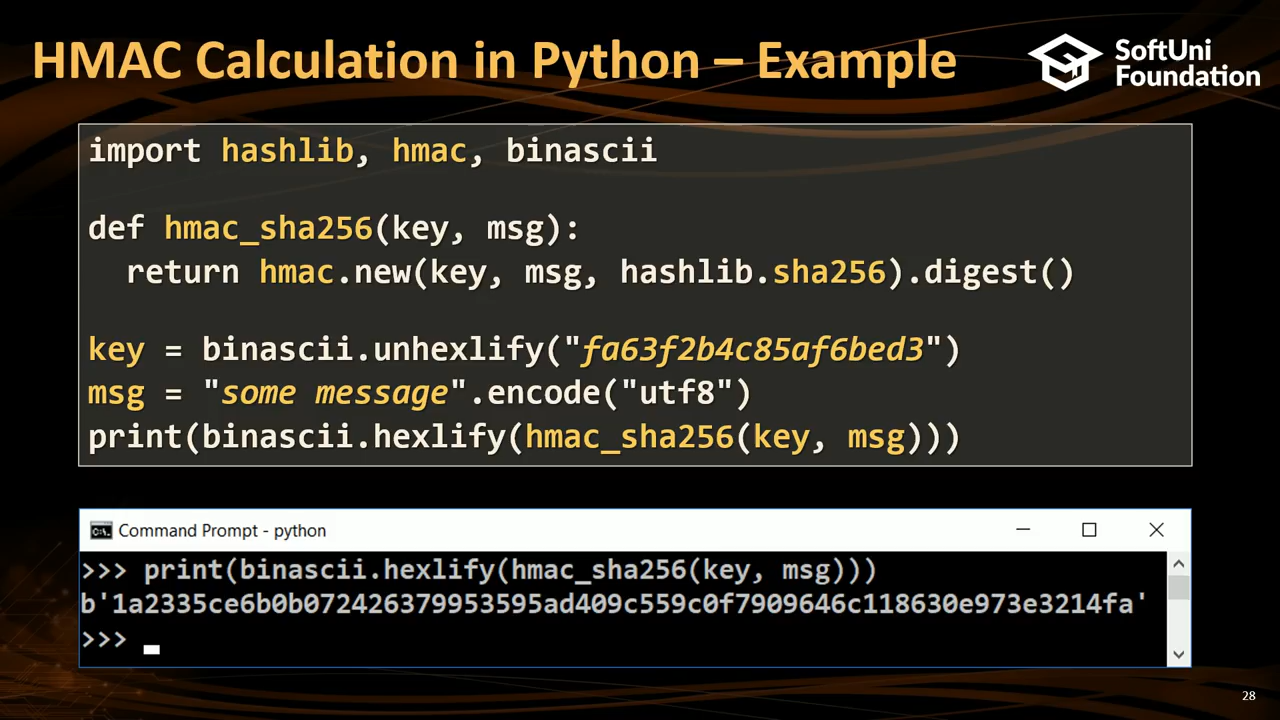 HMAC Calculation in Python – Example
SoftUni
Foundation
import hashlib, hmac, binascii
def hmac_sha256(key, msg):
  return hmac.new(key, msg, hashlib.sha256).digest()
key = binascii.unhexlify("fa63f2b4c85af6bed3")
msg = "some message".encode("utf8")
print(binascii.hexlify(hmac_sha256(key, msg)))
C:\.
Command Prompt - python
>>> print(binascii.hexlify(hmac_sha256(key, msg)))
b'1a2335ce6b0b072426379953595ad409c559c0f7909646c118630e973e3214fa'
>>>
28